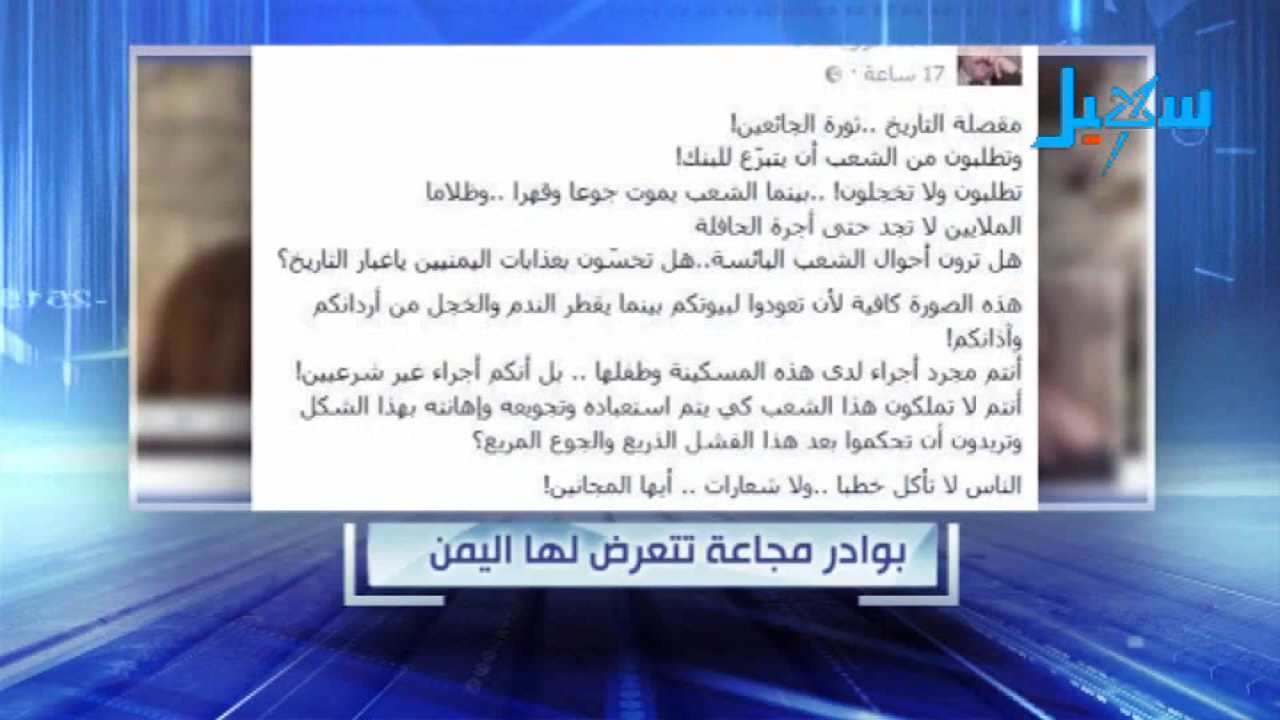 سهيل
17 ساعة ·
مقصلة التاريخ ..ثورة الجائعين!
وتطلبون من الشعب أن يتبرّع للبنك!
تطلبون ولا تخجلون! ..بينما الشعب يموت جوعا وقهرا ..وظلاما
الملايين لا تجد حتى أجرة الحافلة
هل ترون أحوال الشعب البائسة..هل تحسّون بعذابات اليمنيين ياغبار التاريخ؟
هذه الصورة كافية لأن تعودوا لبيوتكم بينما يقطر الندم والخجل من أردانكم
وآذانكم!
أنتم مجرد أجراء لدى هذه المسكينة وطفلها .. بل أنكم أجراء غير شرعيين!
أنتم لا تملكون هذا الشعب كي يتم استعباده وتجويعه وإهانته بهذا الشكل
وتريدون أن تحكموا بعد هذا الفشل الذريع والجوع المريع؟
الناس لا تأكل خطبا ..ولا شعارات .. أيها المجانين!
بوادر مجاعة تتعرض لها اليمن